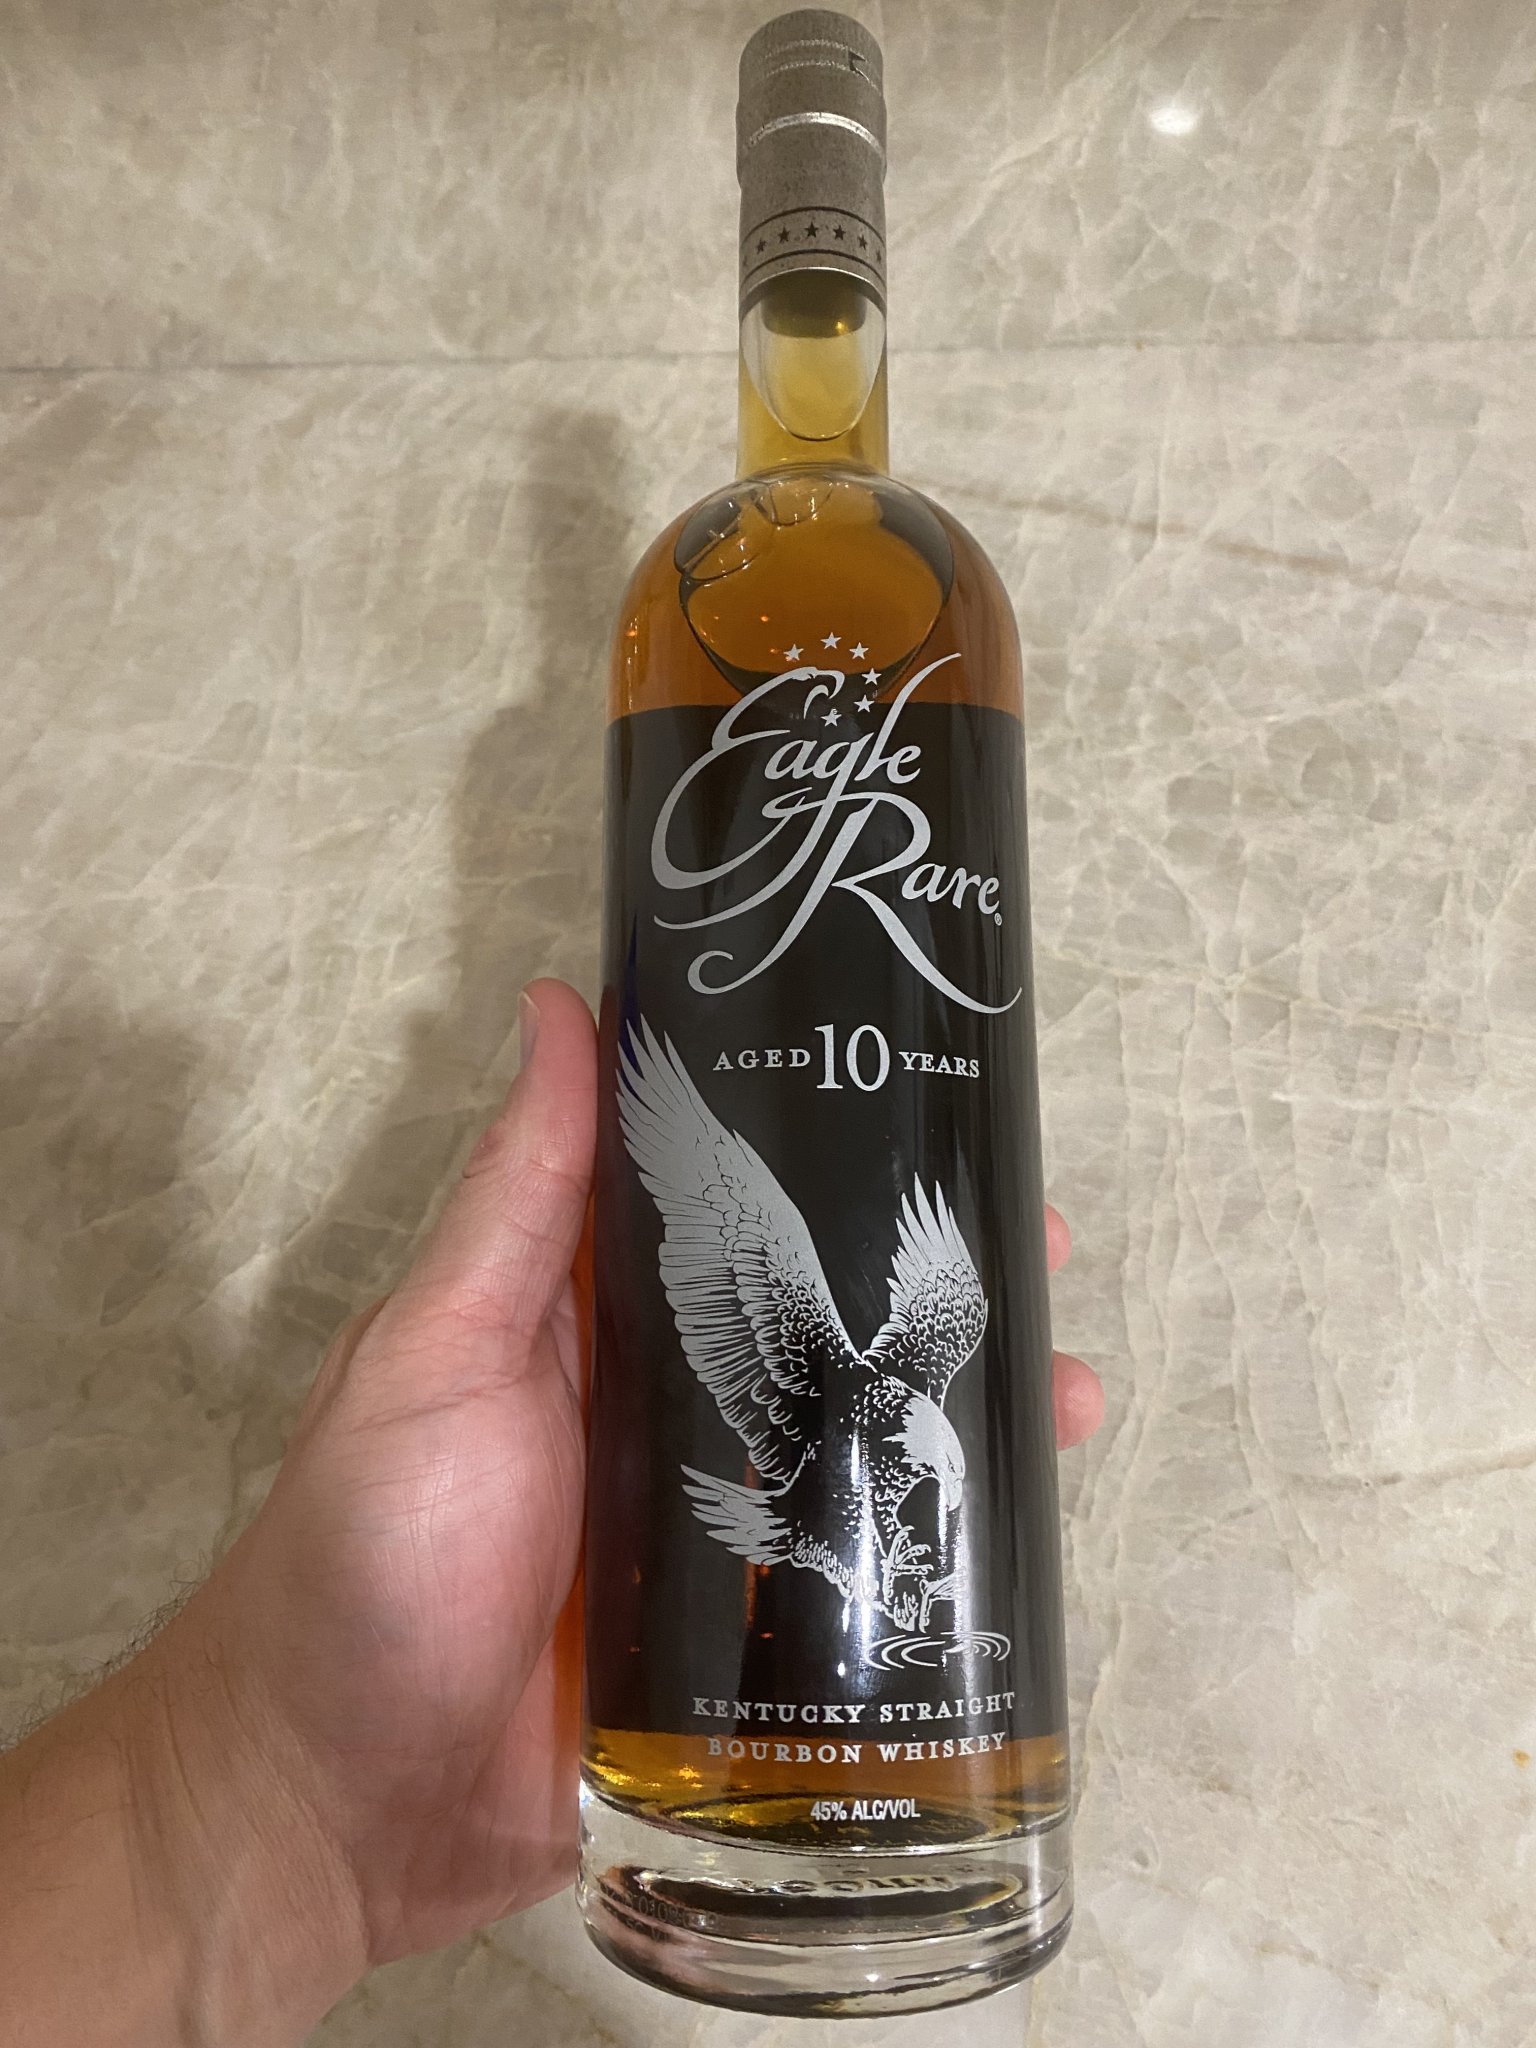 Eagle
Rare®
AGED 10 YEARS
KENTUCKY STRAIGHT
BOURBON WHISKEY
45% ALC/VOL